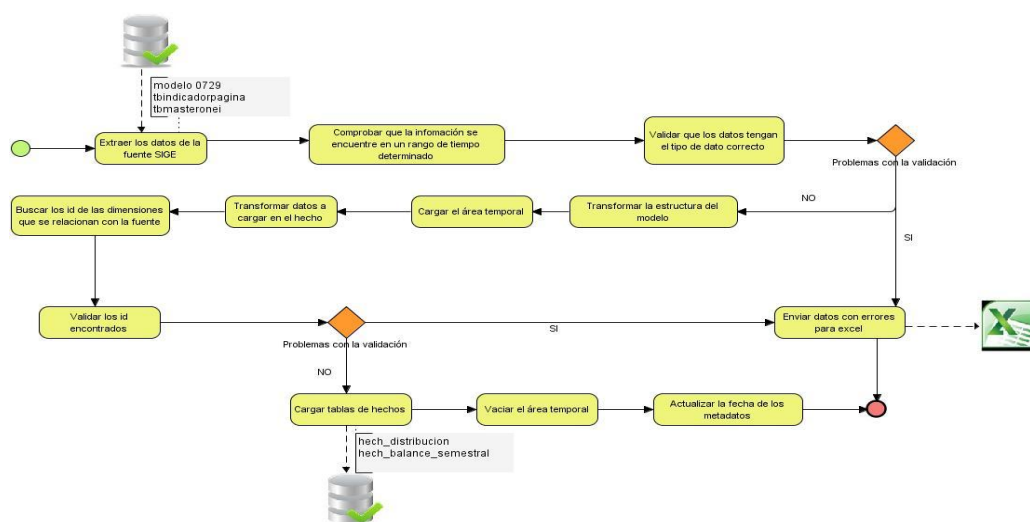 modelo 0729
tbindicadorpagina
tbmasteronei
Extraer los datos de la
fuente SIGE
Comprobar que la infomación se
encuentre en un rango de tiempo
determinado
Validar que los datos tengan
el tipo de dato correcto
Problemas con la validación
NO
SI
Transformar la estructura del
modelo
Cargar el área temporal
Transformar datos a
cargar en el hecho
Buscar los id de las dimensiones
que se relacionan con la fuente
Validar los id
encontrados
Problemas con la validación
SI
NO
Enviar datos con errores
para excel
X
Cargar tablas de hechos
Vaciar el área temporal
Actualizar la fecha de los
metadatos
hech_distribucion
hech_balance_semestral